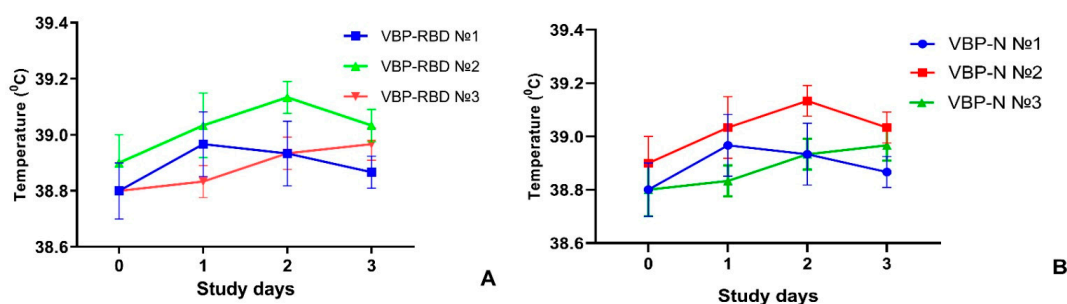 39.4
39.2
39.0
38.8
38.6
Temperature (⁰C)
0 1 2 3
Study days
VBP-RBD №1
VBP-RBD №2
VBP-RBD №3
A
39.4
39.2
39.0
38.8
38.6
Temperature (⁰C)
0 1 2 3
Study days
VBP-N №1
VBP-N №2
VBP-N №3
B